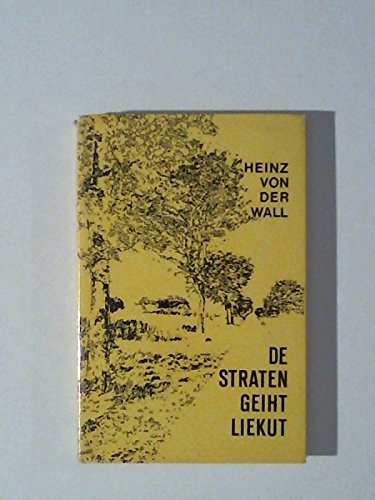 HEINZ
VON
DER
WALL
DE
STRATEN
GEIHT
LIEKUT